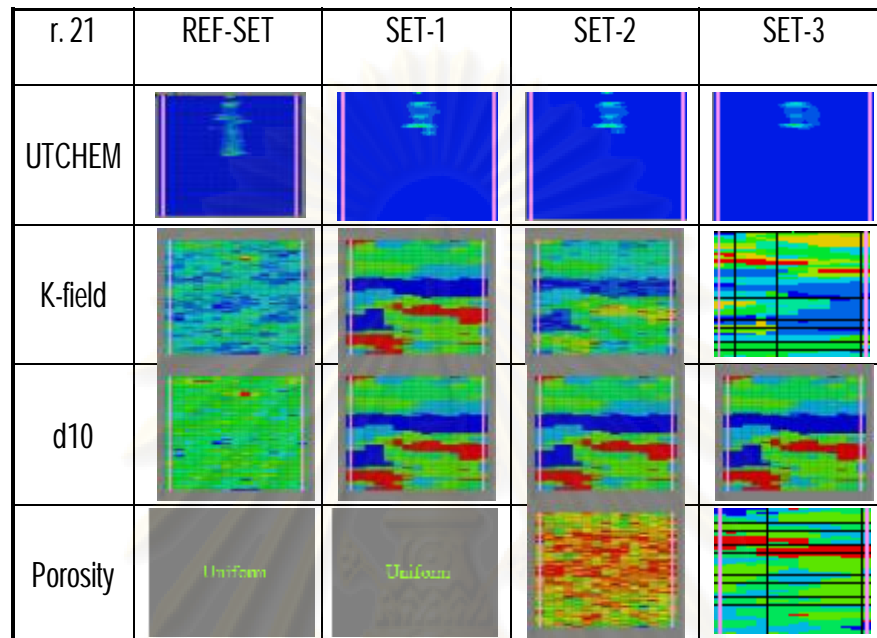 r. 21 REF-SET SET-1 SET-2 SET-3
UTCHEM
K-field
d10
Porosity Uniform Uniform